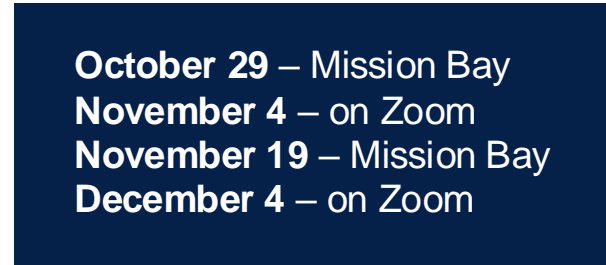 October 29 – Mission Bay
November 4 – on Zoom
November 19 – Mission Bay
December 4 – on Zoom